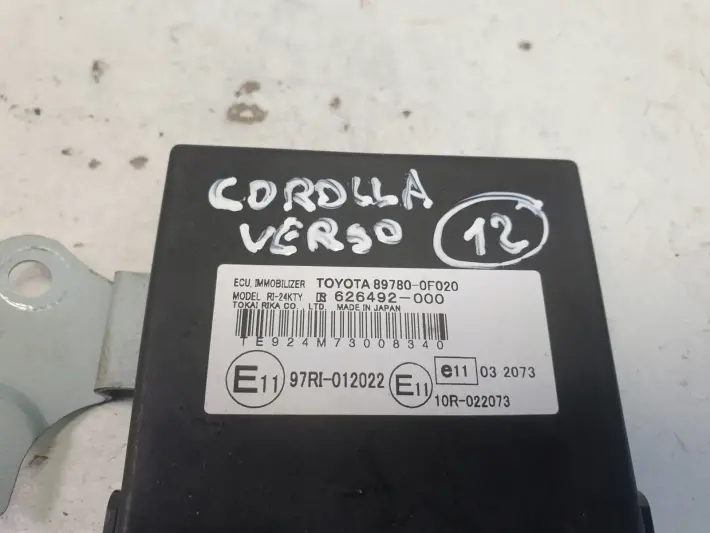 COROLLA
VERSO 12
ECU, IMMOBILIZER TOYOTA 89780-0F020
MODEL RI-24KTY 626492-000
TOKAI RIKA CO., LTD. MADE IN JAPAN
TE924M73008340
E11 97RI-012022 E11 e11 03 2073
10R-022073